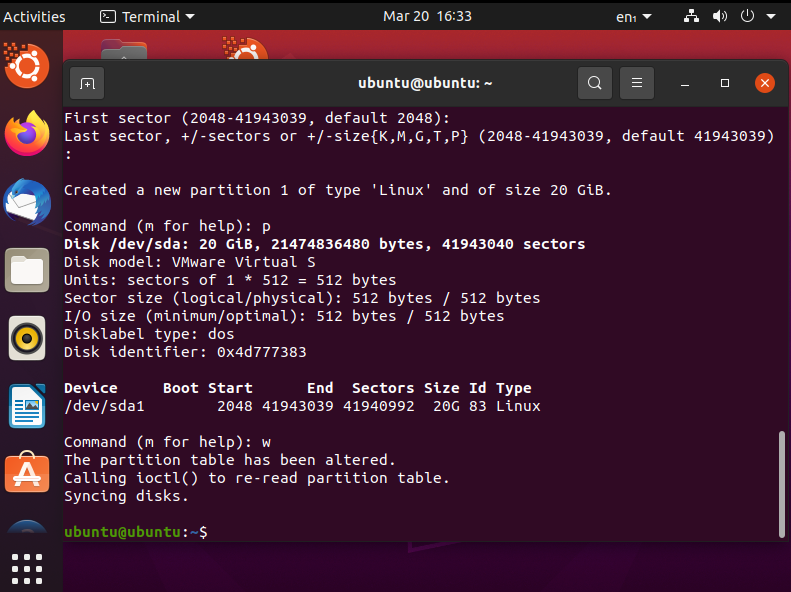 Activities Terminal Mar 20 16:33 en₁
ubuntu@ubuntu: ~
First sector (2048-41943039, default 2048):
Last sector, +/-sectors or +/-size{K,M,G,T,P} (2048-41943039, default 41943039)
:
Created a new partition 1 of type 'Linux' and of size 20 GiB.
Command (m for help): p
Disk /dev/sda: 20 GiB, 21474836480 bytes, 41943040 sectors
Disk model: VMware Virtual S
Units: sectors of 1 * 512 = 512 bytes
Sector size (logical/physical): 512 bytes / 512 bytes
I/O size (minimum/optimal): 512 bytes / 512 bytes
Disklabel type: dos
Disk identifier: 0x4d777383
Device     Boot Start      End  Sectors Size Id Type
/dev/sda1        2048 41943039 41940992  20G 83 Linux
Command (m for help): w
The partition table has been altered.
Calling ioctl() to re-read partition table.
Syncing disks.
ubuntu@ubuntu:~$